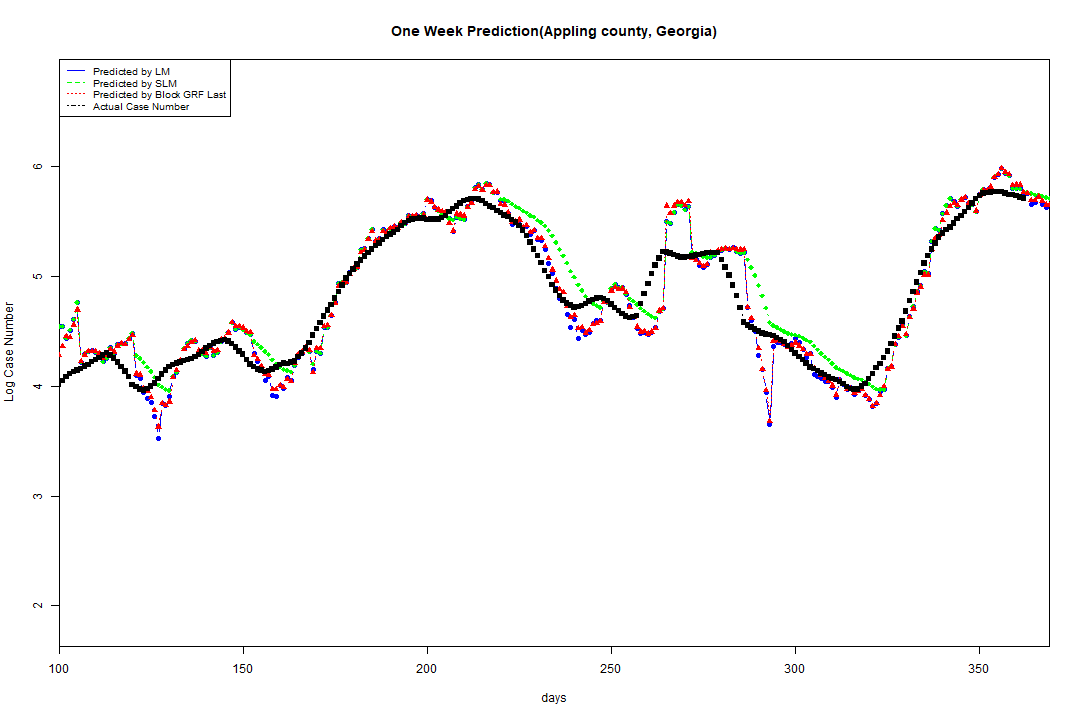 One Week Prediction(Appling county, Georgia)
Predicted by LM
Predicted by SLM
Predicted by Block GRF Last
Actual Case Number
6
5
4
3
2
Log Case Number
100 150 200 250 300 350
days